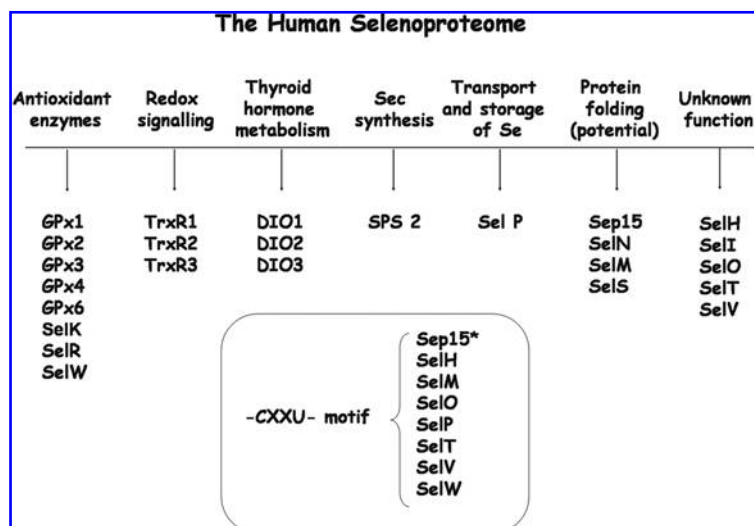 The Human Selenoproteome
Antioxidant
enzymes
Redox
signalling
Thyroid
hormone
metabolism
Sec
synthesis
Transport
and storage
of Se
Protein
folding
(potential)
Unknown
function
GPx1
GPx2
GPx3
GPx4
GPx6
SelK
SelR
SelW
TrxR1
TrxR2
TrxR3
DIO1
DIO2
DIO3
SPS 2
Sel P
Sep15
SelN
SelM
SelS
SelH
SelI
SelO
SelT
SelV
-CXXU- motif
Sep15*
SelH
SelM
SelO
SelP
SelT
SelV
SelW